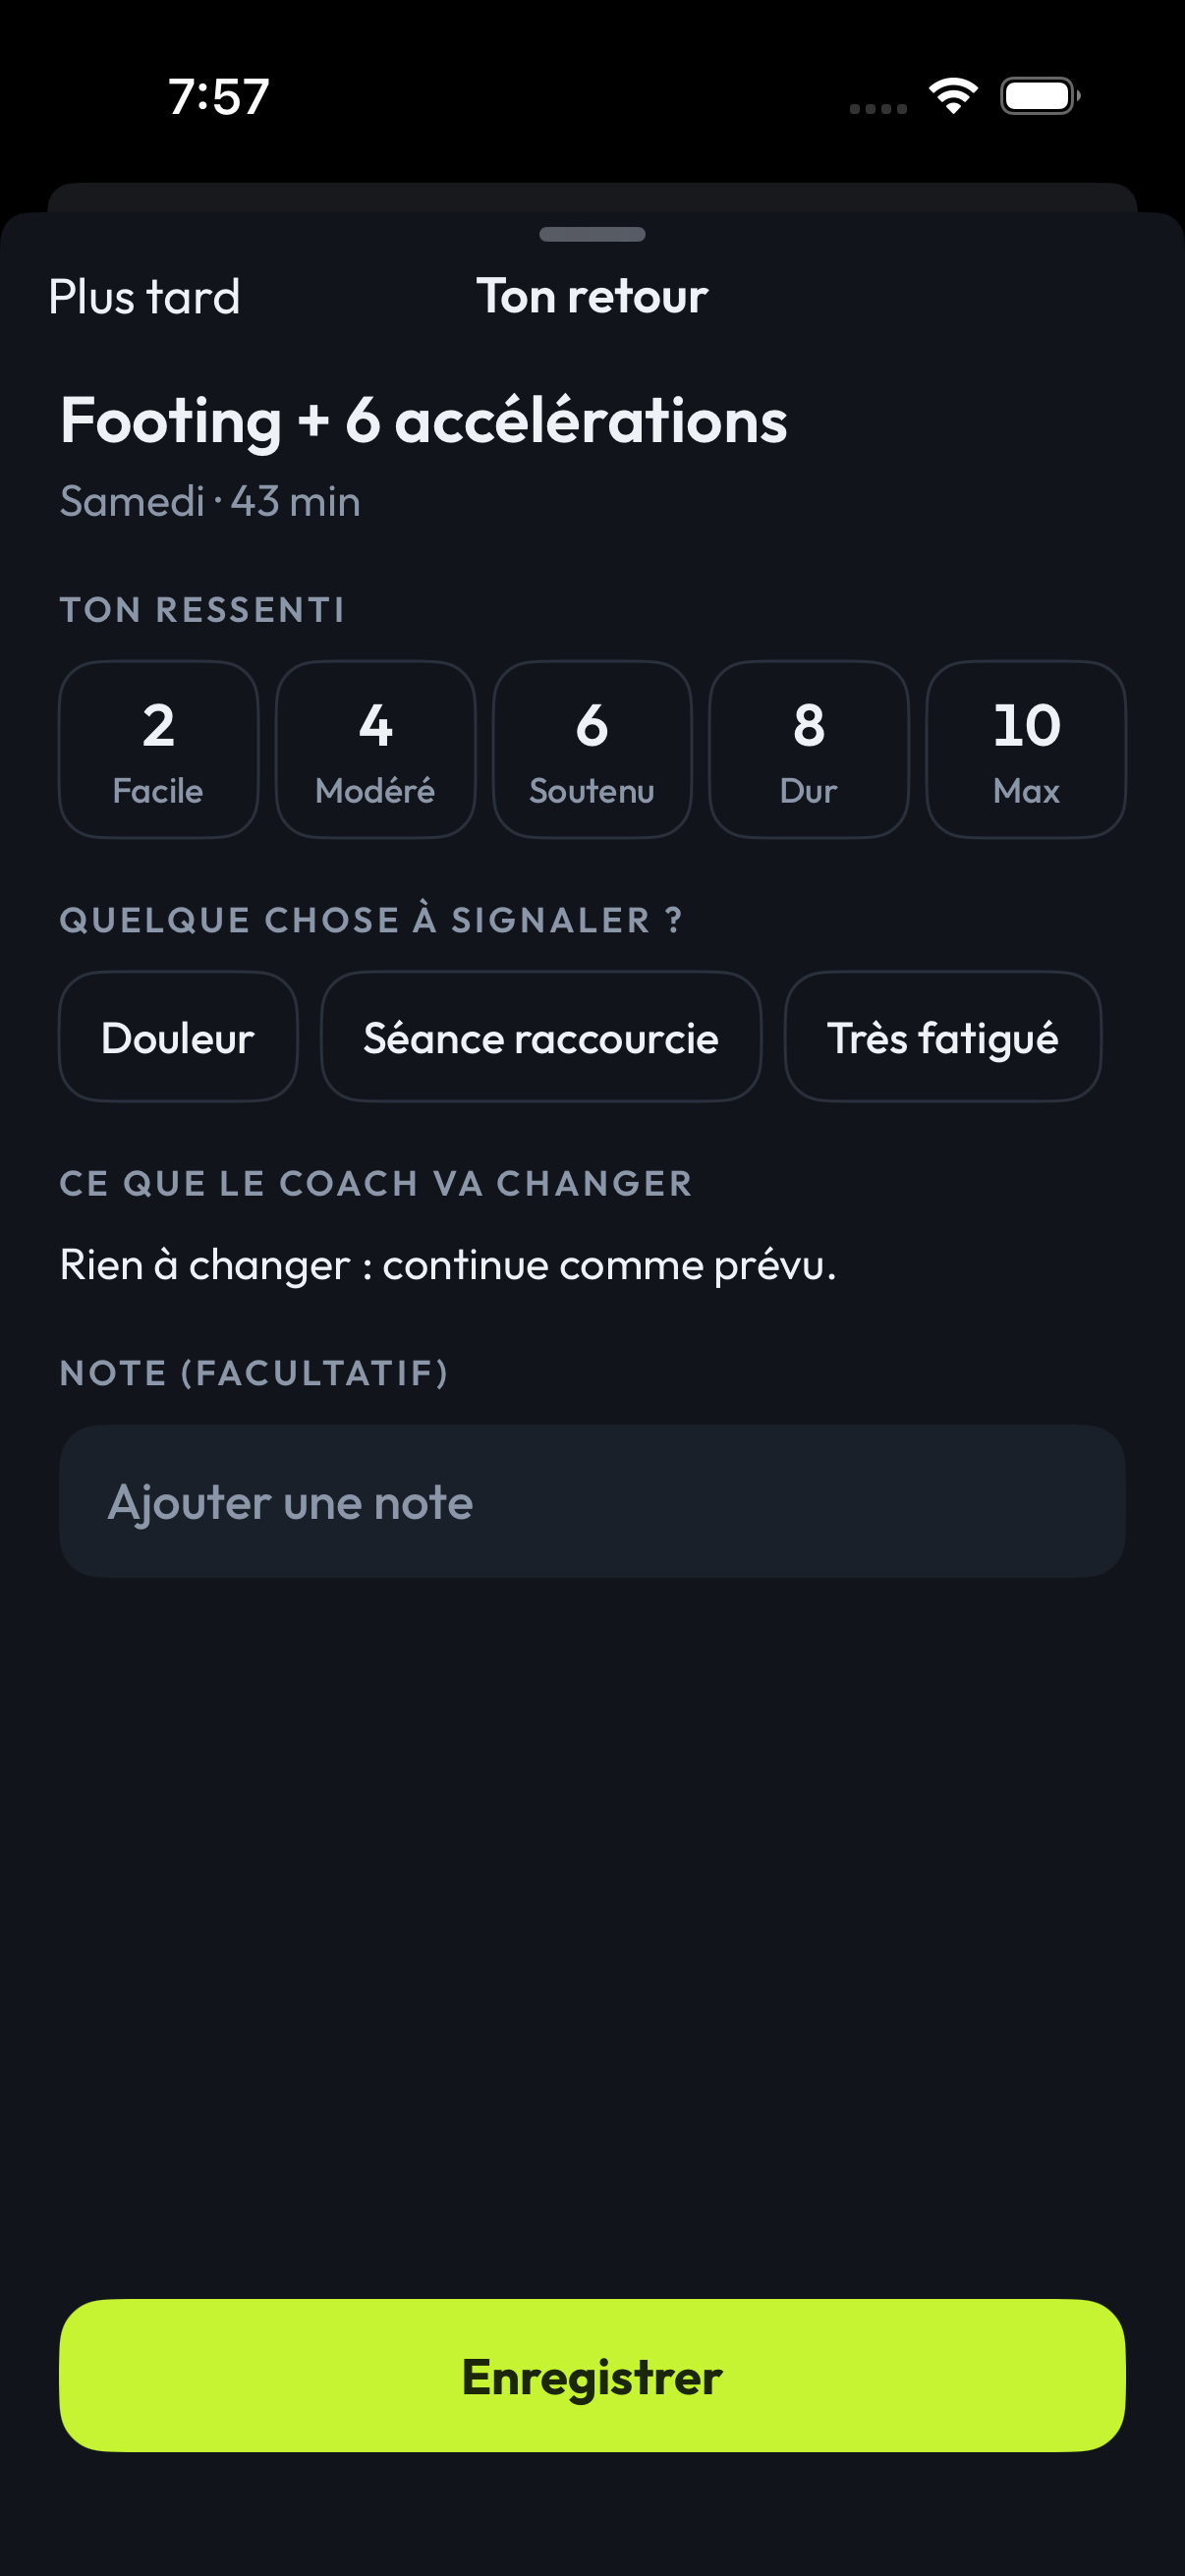 7:57
Plus tard
Ton retour
Footing + 6 accélérations
Samedi · 43 min
TON RESSENTI
2
Facile
4
Modéré
6
Soutenu
8
Dur
10
Max
QUELQUE CHOSE À SIGNALER ?
Douleur
Séance raccourcie
Très fatigué
CE QUE LE COACH VA CHANGER
Rien à changer : continue comme prévu.
NOTE (FACULTATIF)
Ajouter une note
Enregistrer